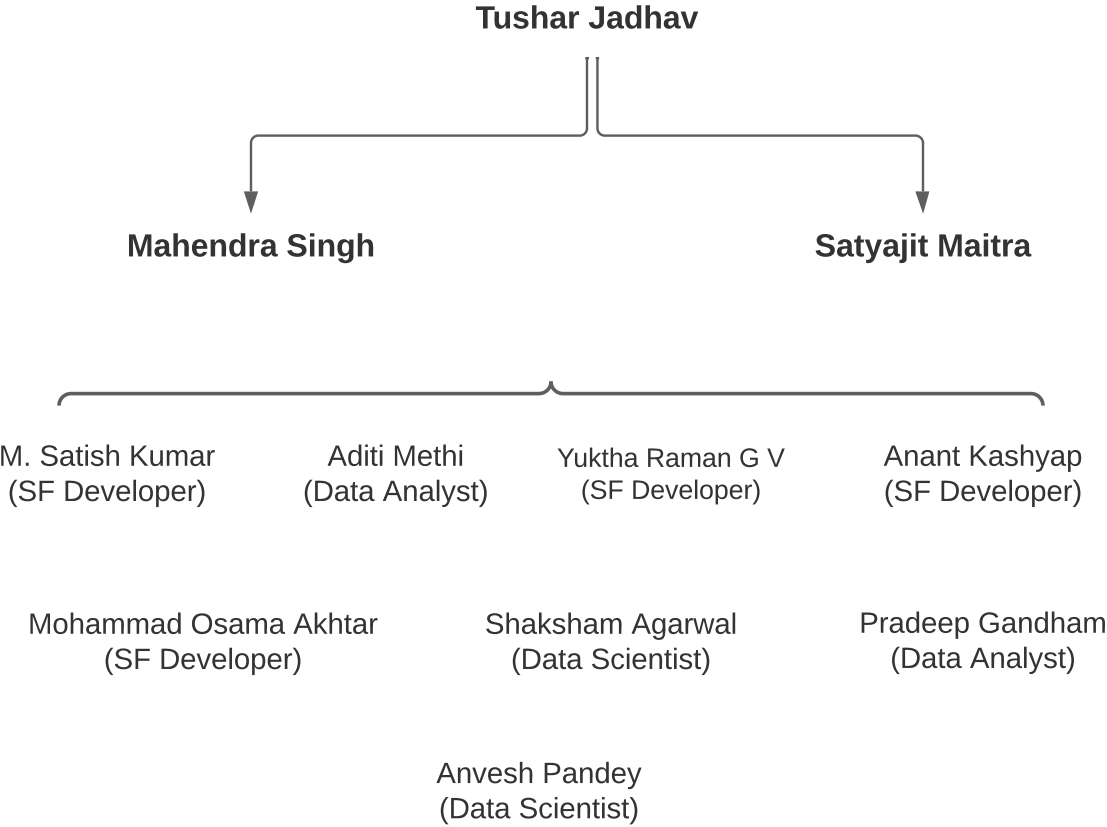 Tushar Jadhav
Mahendra Singh
Satyajit Maitra
M. Satish Kumar
(SF Developer)
Aditi Methi
(Data Analyst)
Yuktha Raman G V
(SF Developer)
Anant Kashyap
(SF Developer)
Mohammad Osama Akhtar
(SF Developer)
Shaksham Agarwal
(Data Scientist)
Pradeep Gandham
(Data Analyst)
Anvesh Pandey
(Data Scientist)